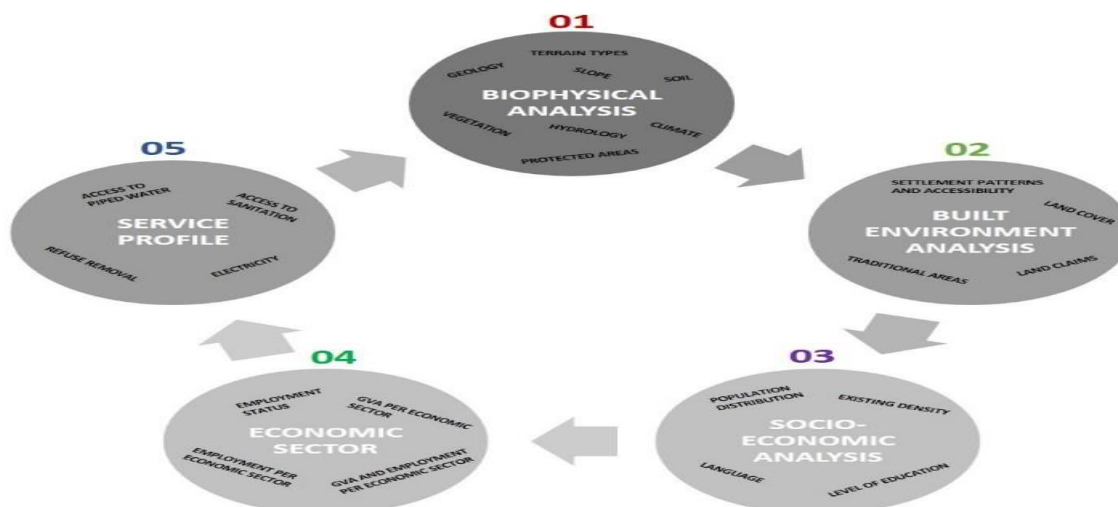 01
TERRAIN TYPES
GEOLOGY
SLOPE
SOIL
BIOPHYSICAL
ANALYSIS
VEGETATION
HYDROLOGY
CLIMATE
PROTECTED AREAS
02
SETTLEMENT PATTERNS
AND ACCESSIBILITY
LAND COVER
BUILT
ENVIRONMENT
ANALYSIS
TRADITIONAL AREAS
LAND CLAIMS
03
POPULATION
DISTRIBUTION
EXISTING DENSITY
SOCIO-
ECONOMIC
ANALYSIS
LANGUAGE
LEVEL OF EDUCATION
04
EMPLOYMENT
STATUS
GVA PER ECONOMIC
SECTOR
ECONOMIC
SECTOR
EMPLOYMENT PER
ECONOMIC SECTOR
GVA AND EMPLOYMENT
PER ECONOMIC SECTOR
05
ACCESS TO
PIPED WATER
ACCESS TO
SANITATION
SERVICE
PROFILE
REFUSE REMOVAL
ELECTRICITY